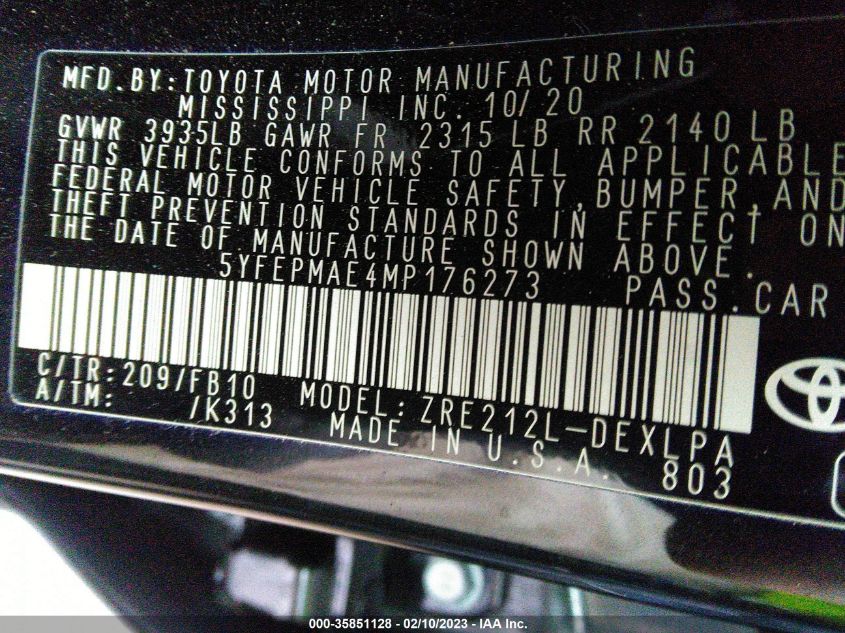 MFD.BY:TOYOTA MOTOR MANUFACTURING
MISSISSIPPI INC. 10/20
GVWR 3935LB GAWR FR 2315 LB RR 2140 LB
THIS VEHICLE CONFORMS TO ALL APPLICABLE
FEDERAL MOTOR VEHICLE SAFETY, BUMPER, AND
THEFT PREVENTION STANDARDS IN EFFECT ON
THE DATE OF MANUFACTURE SHOWN ABOVE.
5YFEPMAE4MP176273 PASS.CAR
C/TR:209/FB10 MODEL:ZRE212L-DEXLPA
A/TM: /K313 MADE IN U.S.A. 803
000-35851128 - 02/10/2023 - IAA Inc.